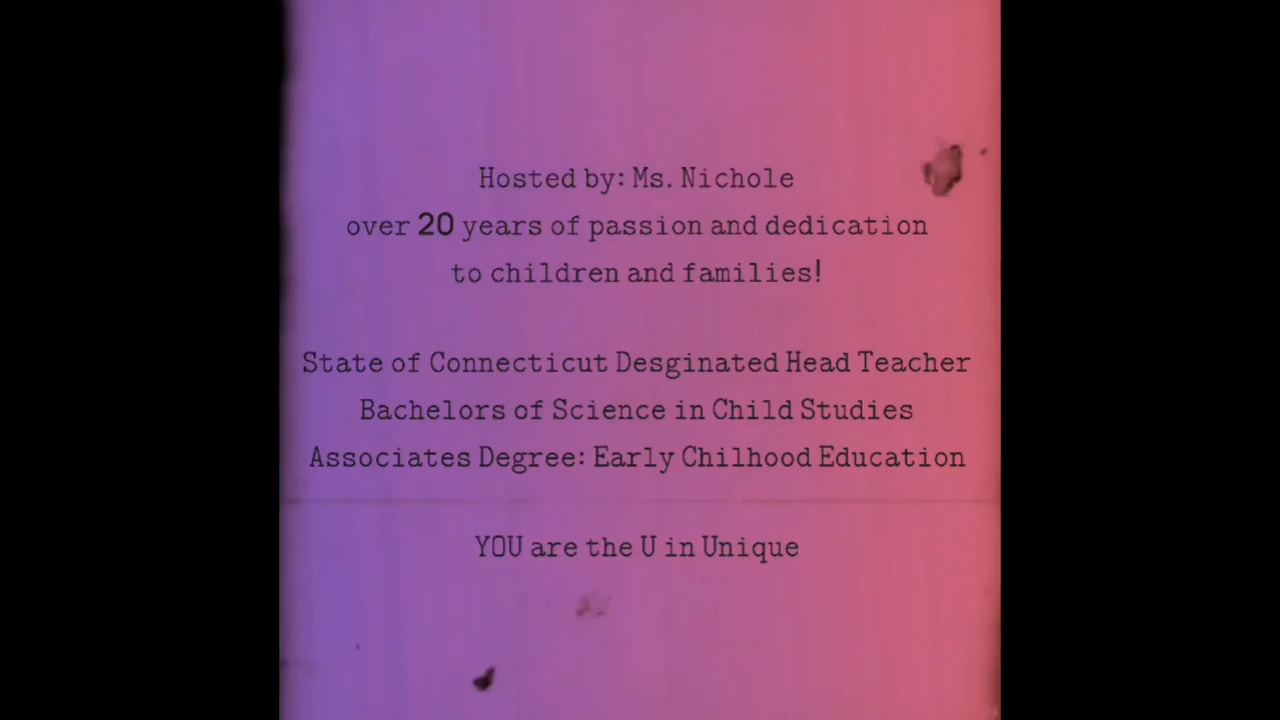 Hosted by: Ms. Nichole
over 20 years of passion and dedication
to children and families!
State of Connecticut Desginated Head Teacher
Bachelors of Science in Child Studies
Associates Degree: Early Chilhood Education
YOU are the U in Unique